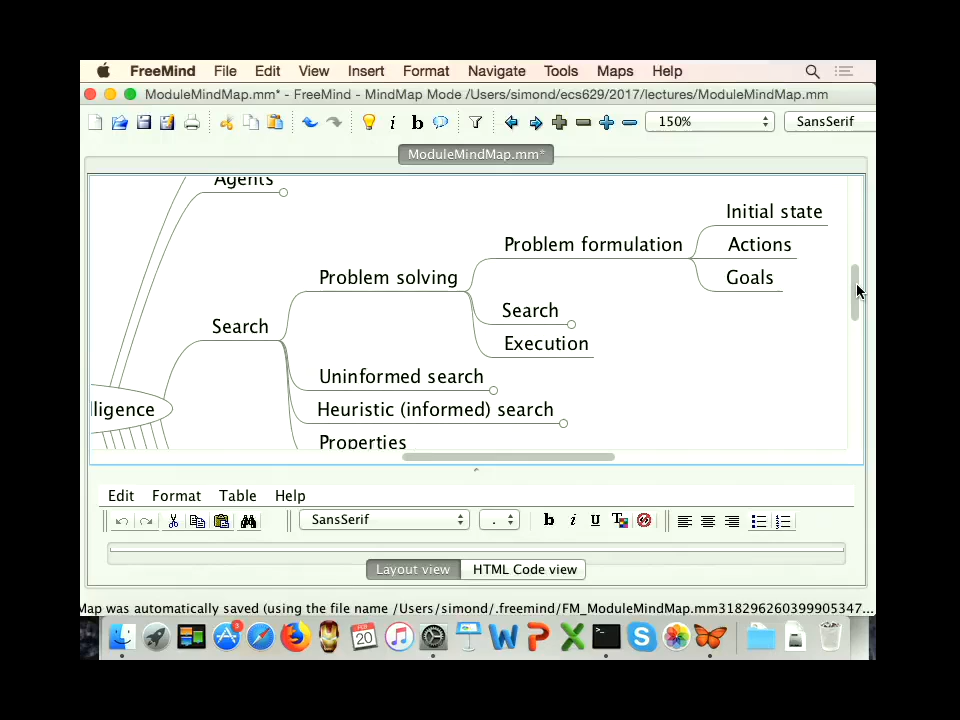 FreeMind File Edit View Insert Format Navigate Tools Maps Help
ModuleMindMap.mm* - FreeMind - MindMap Mode /Users/simond/ecs629/2017/lectures/ModuleMindMap.mm
i b 150% SansSerif
ModuleMindMap.mm*
Agents
Initial state
Problem formulation Actions
Problem solving Goals
Search
Search
Execution
Uninformed search
lligence Heuristic (informed) search
Properties
Edit Format Table Help
SansSerif . b i U
Layout view HTML Code view
Map was automatically saved (using the file name /Users/simond/.freemind/FM_ModuleMindMap.mm318296260399905347...
3 FEB 20 W P X S